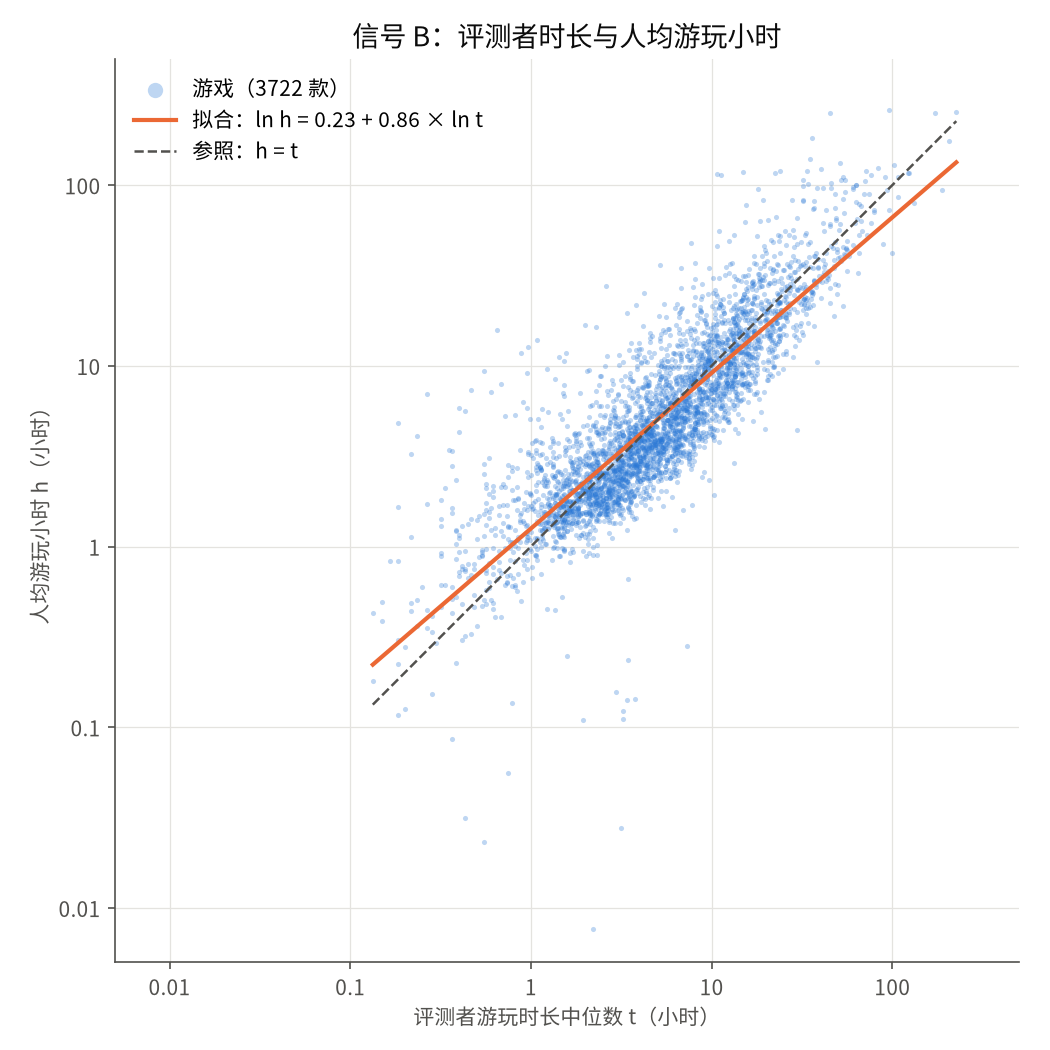 信号 B：评测者时长与人均游玩小时
游戏（3722 款）
拟合：ln h = 0.23 + 0.86 × ln t
参照：h = t
人均游玩小时 h（小时）
100
10
1
0.1
0.01
0.01
0.1
1
10
100
评测者游玩时长中位数 t（小时）